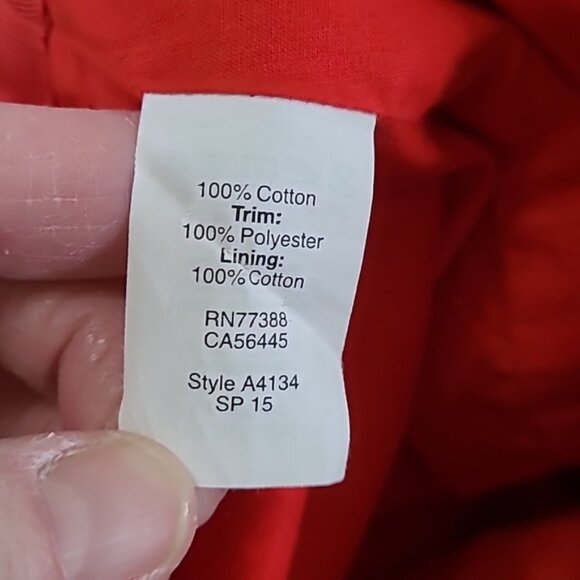 100% Cotton
Trim:
100% Polyester
Lining:
100% Cotton
RN77388
CA56445
Style A4134
SP 15